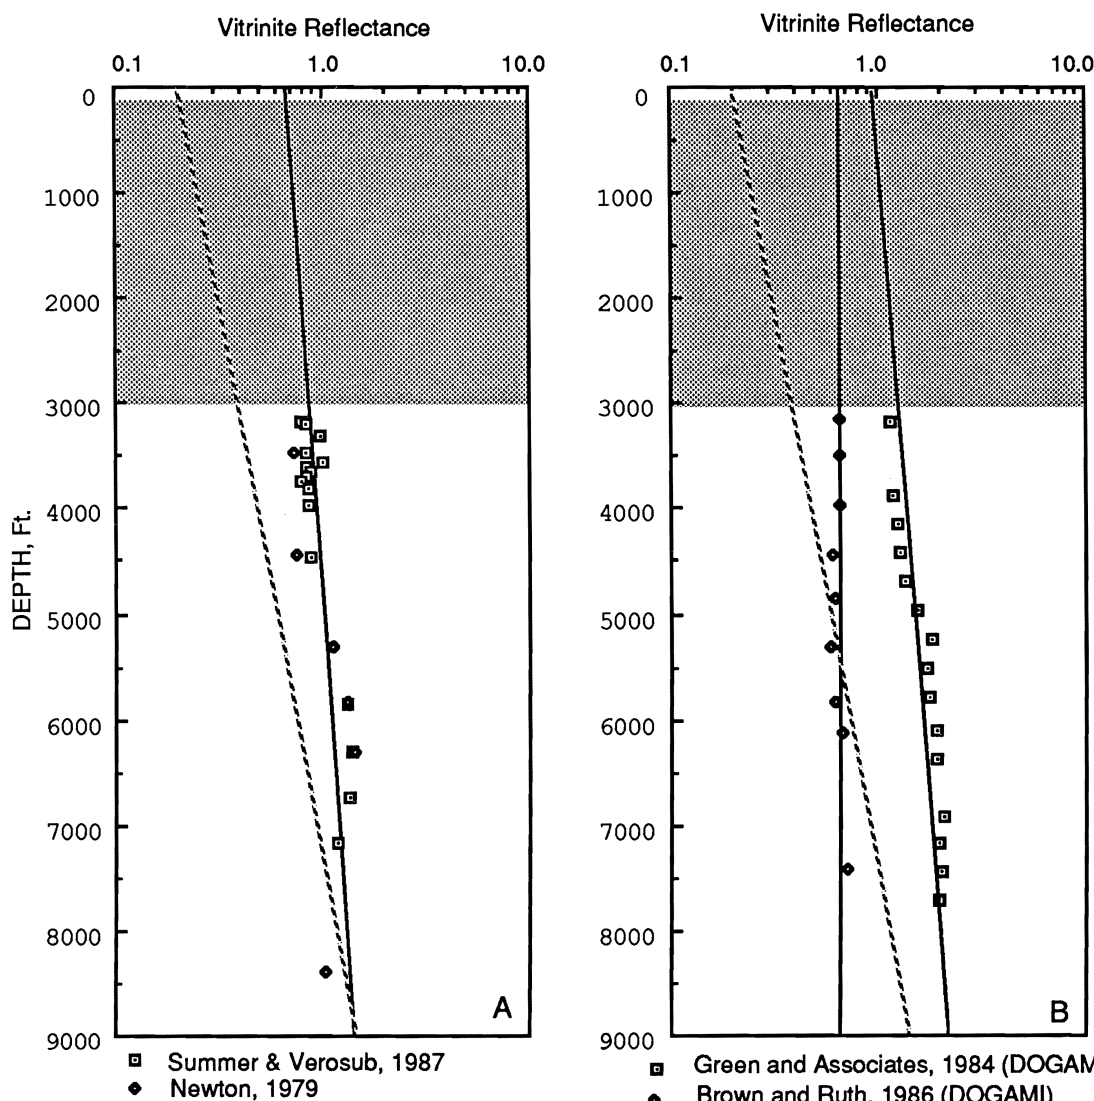 Vitrinite Reflectance
Vitrinite Reflectance
0.1 1.0 10.0
0.1 1.0 10.0
0
1000
2000
3000
4000
5000
6000
7000
8000
9000
DEPTH, Ft.
A
0
1000
2000
3000
4000
5000
6000
7000
8000
9000
B
Summer & Verosub, 1987
Newton, 1979
Green and Associates, 1984 (DOGAM
Brown and Ruth, 1986 (DOGAMI)